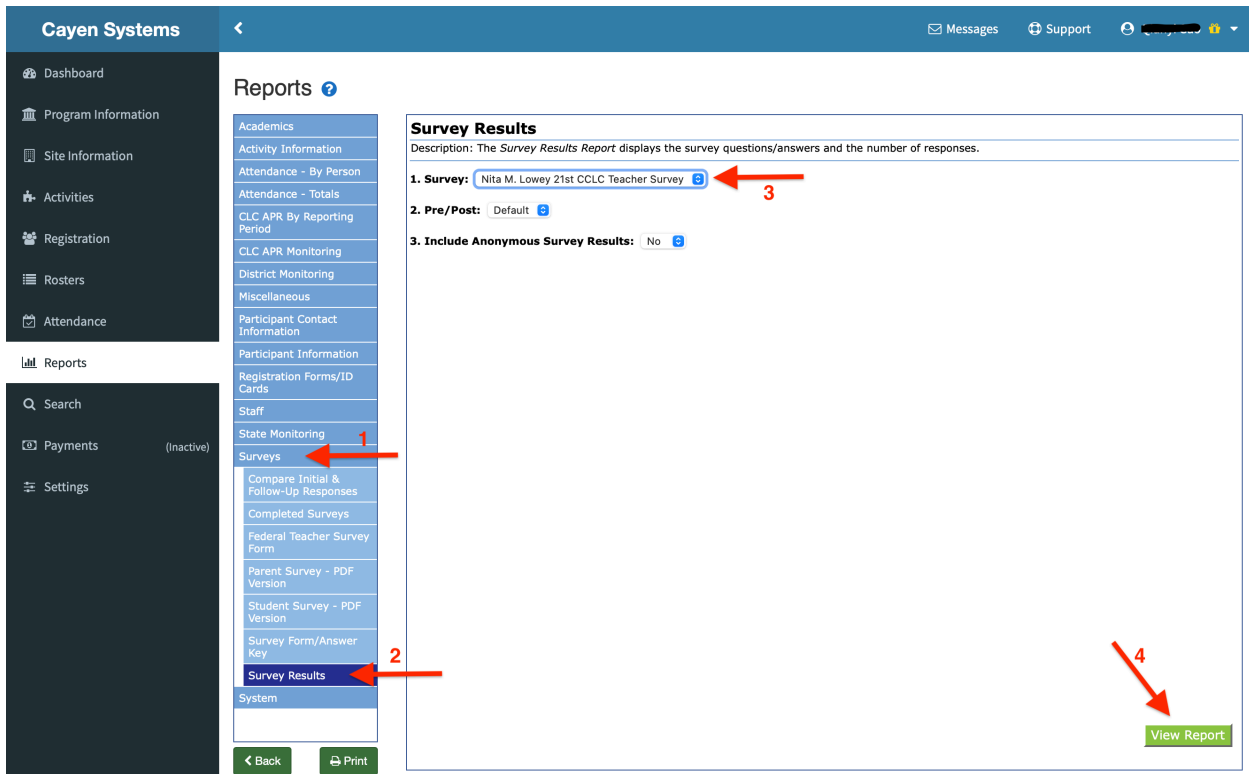 Cayen Systems
Messages
Support
Dashboard
Program Information
Site Information
Activities
Registration
Rosters
Attendance
Reports
Search
Payments (Inactive)
Settings
Reports ?
Academics
Activity Information
Attendance - By Person
Attendance - Totals
CLC APR By Reporting
Period
CLC APR Monitoring
District Monitoring
Miscellaneous
Participant Contact
Information
Participant Information
Registration Forms/ID
Cards
Staff
State Monitoring
1
Surveys
Compare Initial &
Follow-Up Responses
Completed Surveys
Federal Teacher Survey
Form
Parent Survey - PDF
Version
Student Survey - PDF
Version
Survey Form/Answer
Key
2
Survey Results
System
Back
Print
Survey Results
Description: The Survey Results Report displays the survey questions/answers and the number of responses.
1. Survey: Nita M. Lowey 21st CCLC Teacher Survey
3
2. Pre/Post: Default
3. Include Anonymous Survey Results: No
4
View Report